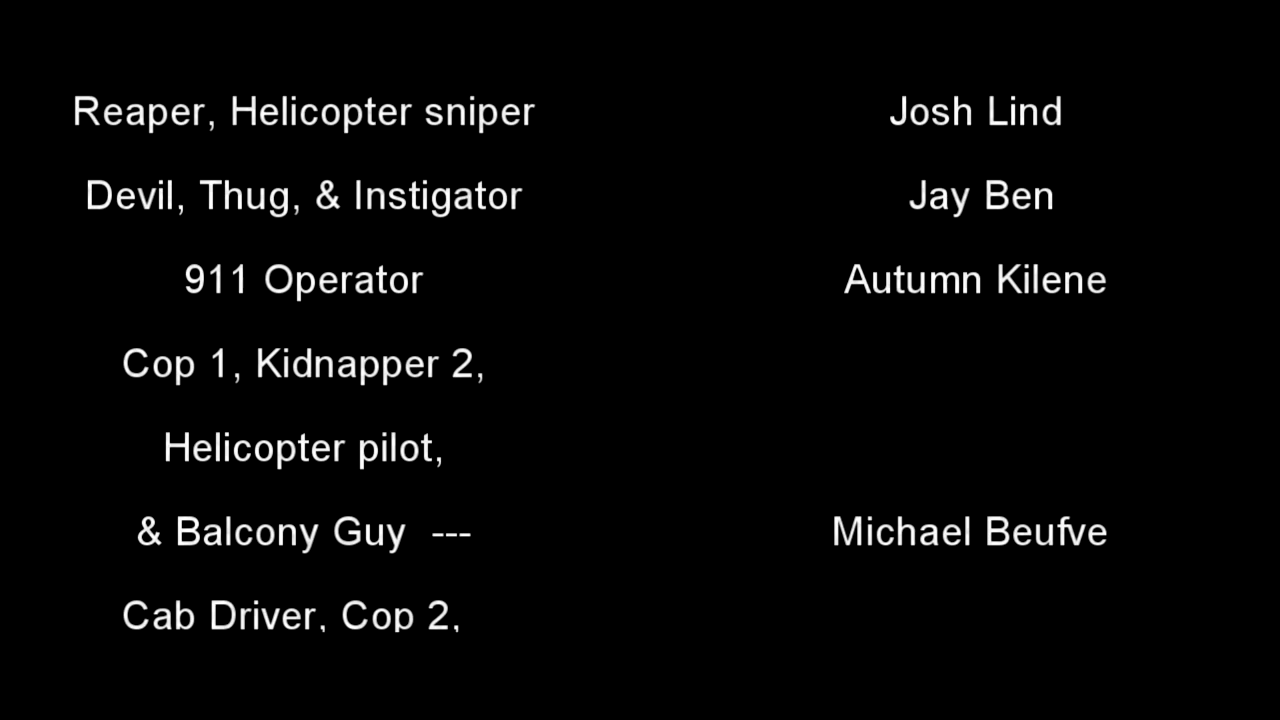 Reaper, Helicopter sniper Josh Lind
Devil, Thug, & Instigator Jay Ben
911 Operator Autumn Kilene
Cop 1, Kidnapper 2,
Helicopter pilot,
& Balcony Guy --- Michael Beufve
Cab Driver, Cop 2,